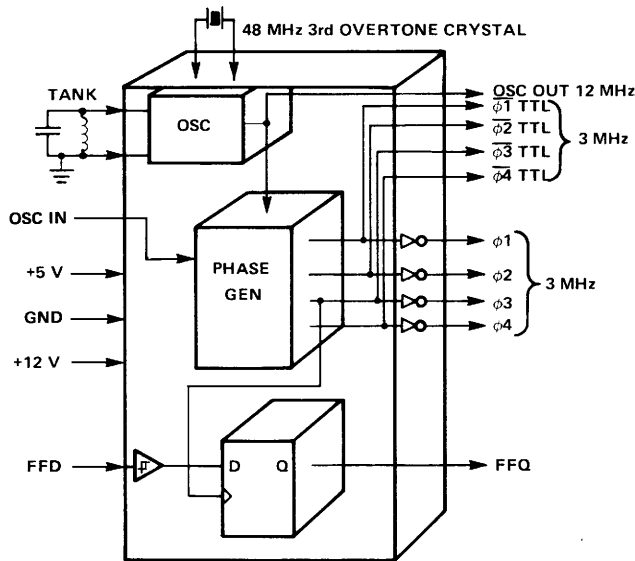 48 MHz 3rd OVERTONE CRYSTAL
TANK
OSC
OSC OUT 12 MHz
φ1̅ TTL
φ2̅ TTL
φ3̅ TTL
φ4̅ TTL
3 MHz
OSC IN
+5 V
GND
+12 V
PHASE
GEN
φ1
φ2
φ3
φ4
3 MHz
FFD
D Q
FFQ